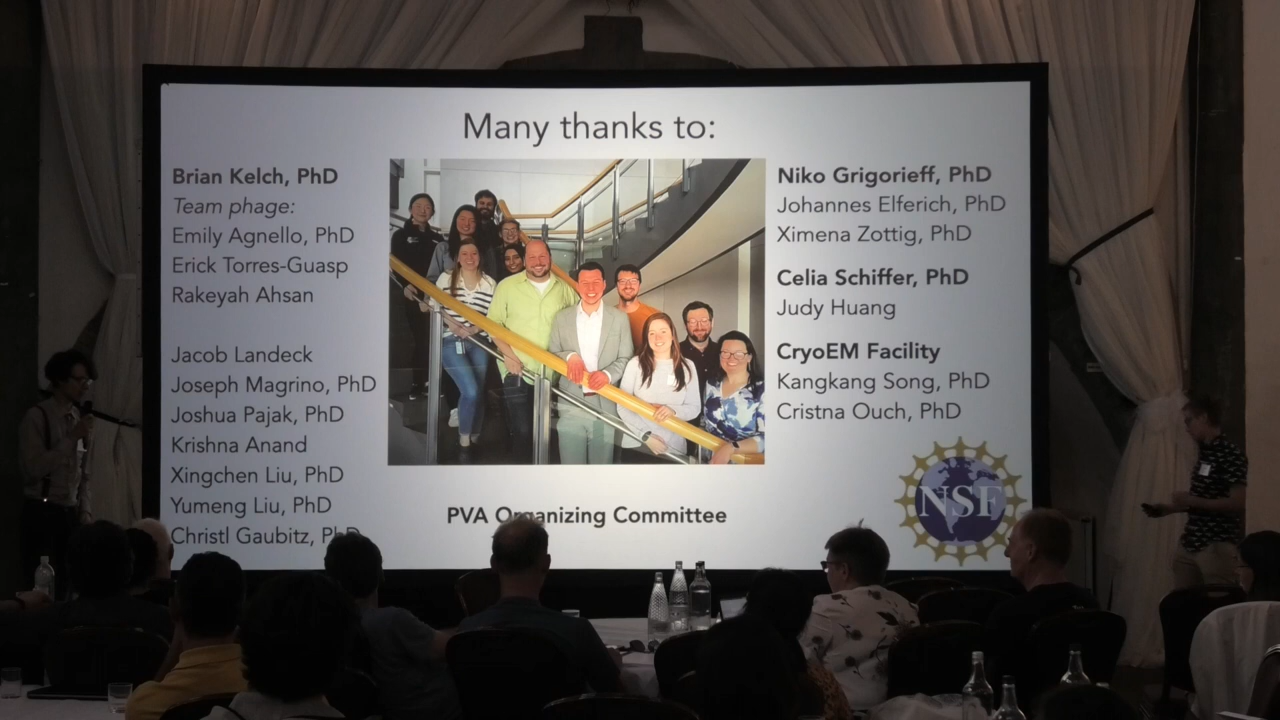 Many thanks to:
Brian Kelch, PhD
Team phage:
Emily Agnello, PhD
Erick Torres-Guasp
Rakeyah Ahsan
Jacob Landeck
Joseph Magrino, PhD
Joshua Pajak, PhD
Krishna Anand
Xingchen Liu, PhD
Yumeng Liu, PhD
Christl Gaubitz, PhD
PVA Organizing Committee
Niko Grigorieff, PhD
Johannes Elferich, PhD
Ximena Zottig, PhD
Celia Schiffer, PhD
Judy Huang
CryoEM Facility
Kangkang Song, PhD
Cristna Ouch, PhD
NSF